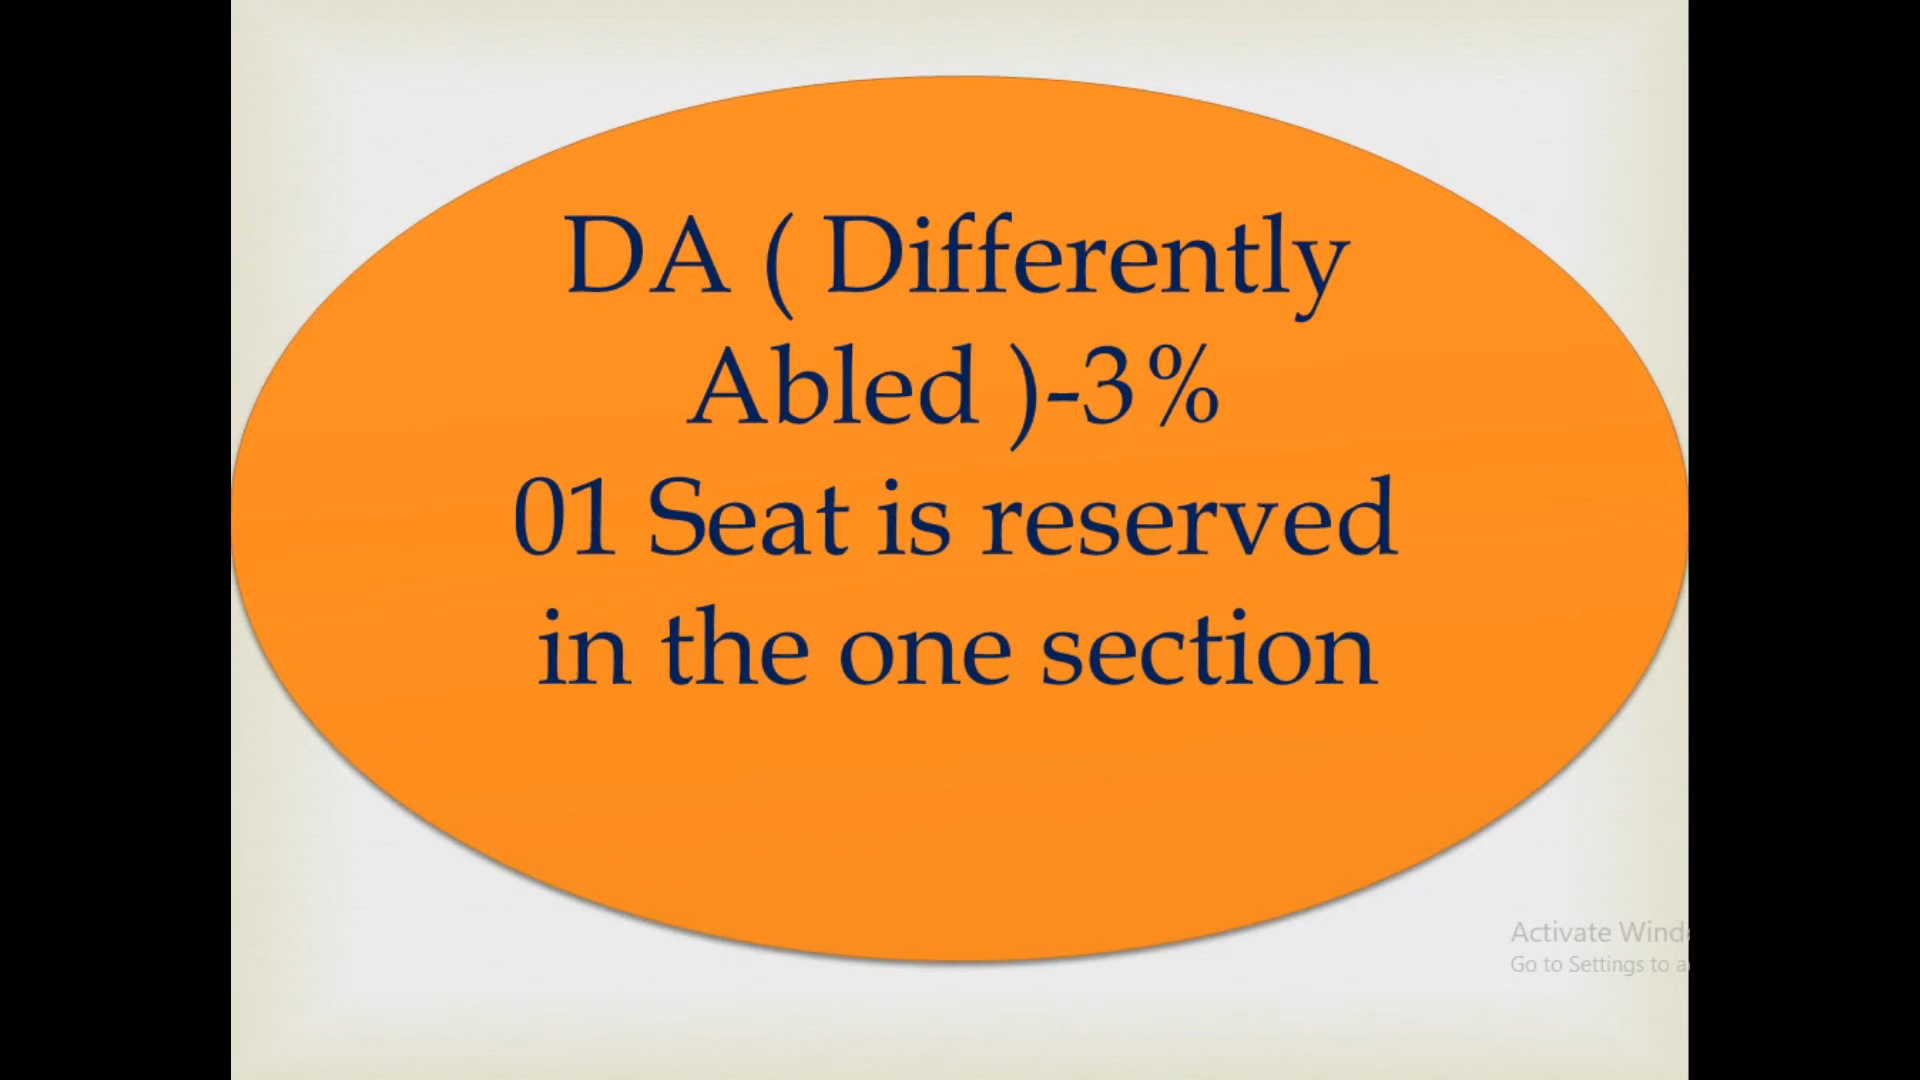 DA ( Differently
Abled )-3%
01 Seat is reserved
in the one section
Activate Wind
Go to Settings to a